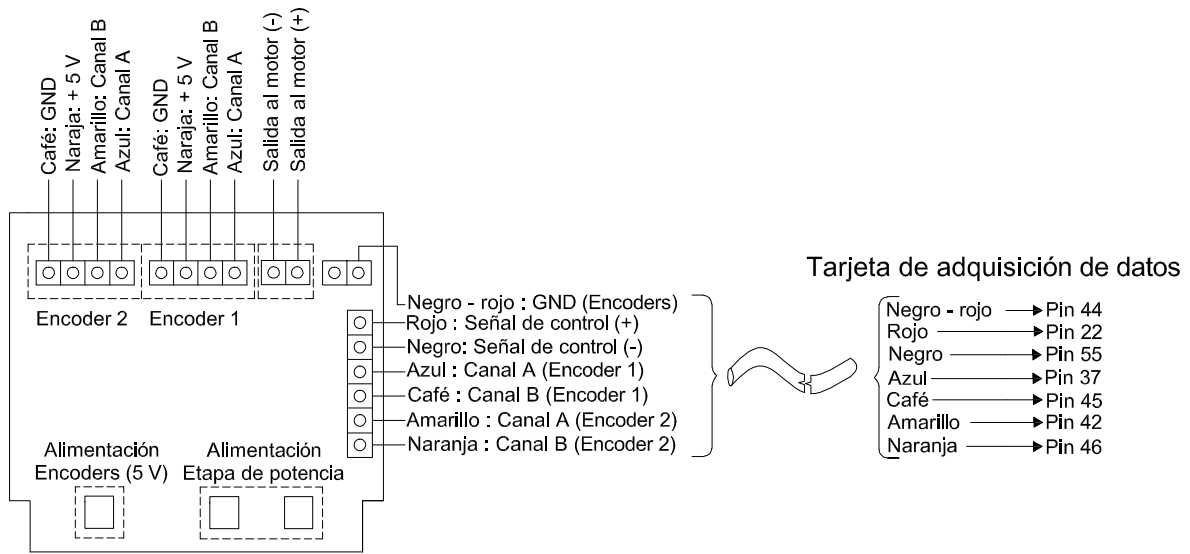 Café: GND
Naraja: + 5 V
Amarillo: Canal B
Azul: Canal A
Café: GND
Naraja: + 5 V
Amarillo: Canal B
Azul: Canal A
Salida al motor (-)
Salida al motor (+)
Encoder 2
Encoder 1
Negro - rojo : GND (Encoders)
Rojo : Señal de control (+)
Negro: Señal de control (-)
Azul : Canal A (Encoder 1)
Café : Canal B (Encoder 1)
Amarillo : Canal A (Encoder 2)
Naranja : Canal B (Encoder 2)
Alimentación
Encoders (5 V)
Alimentación
Etapa de potencia
Tarjeta de adquisición de datos
Negro - rojo Pin 44
Rojo Pin 22
Negro Pin 55
Azul Pin 37
Café Pin 45
Amarillo Pin 42
Naranja Pin 46